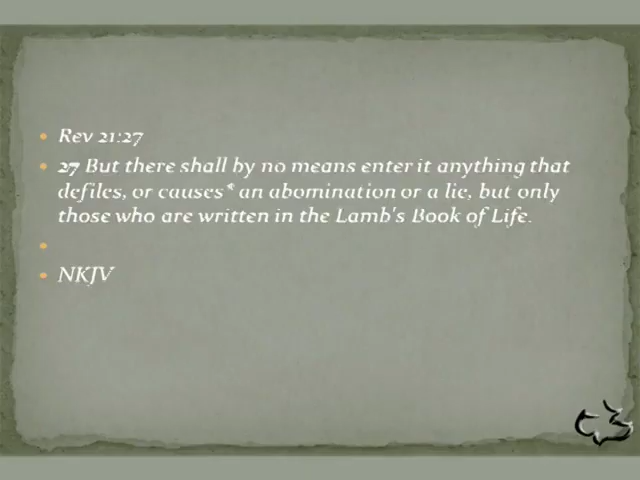 Rev 21:27
27 But there shall by no means enter it anything that
defiles, or causes* an abomination or a lie, but only
those who are written in the Lamb's Book of Life.
NKJV